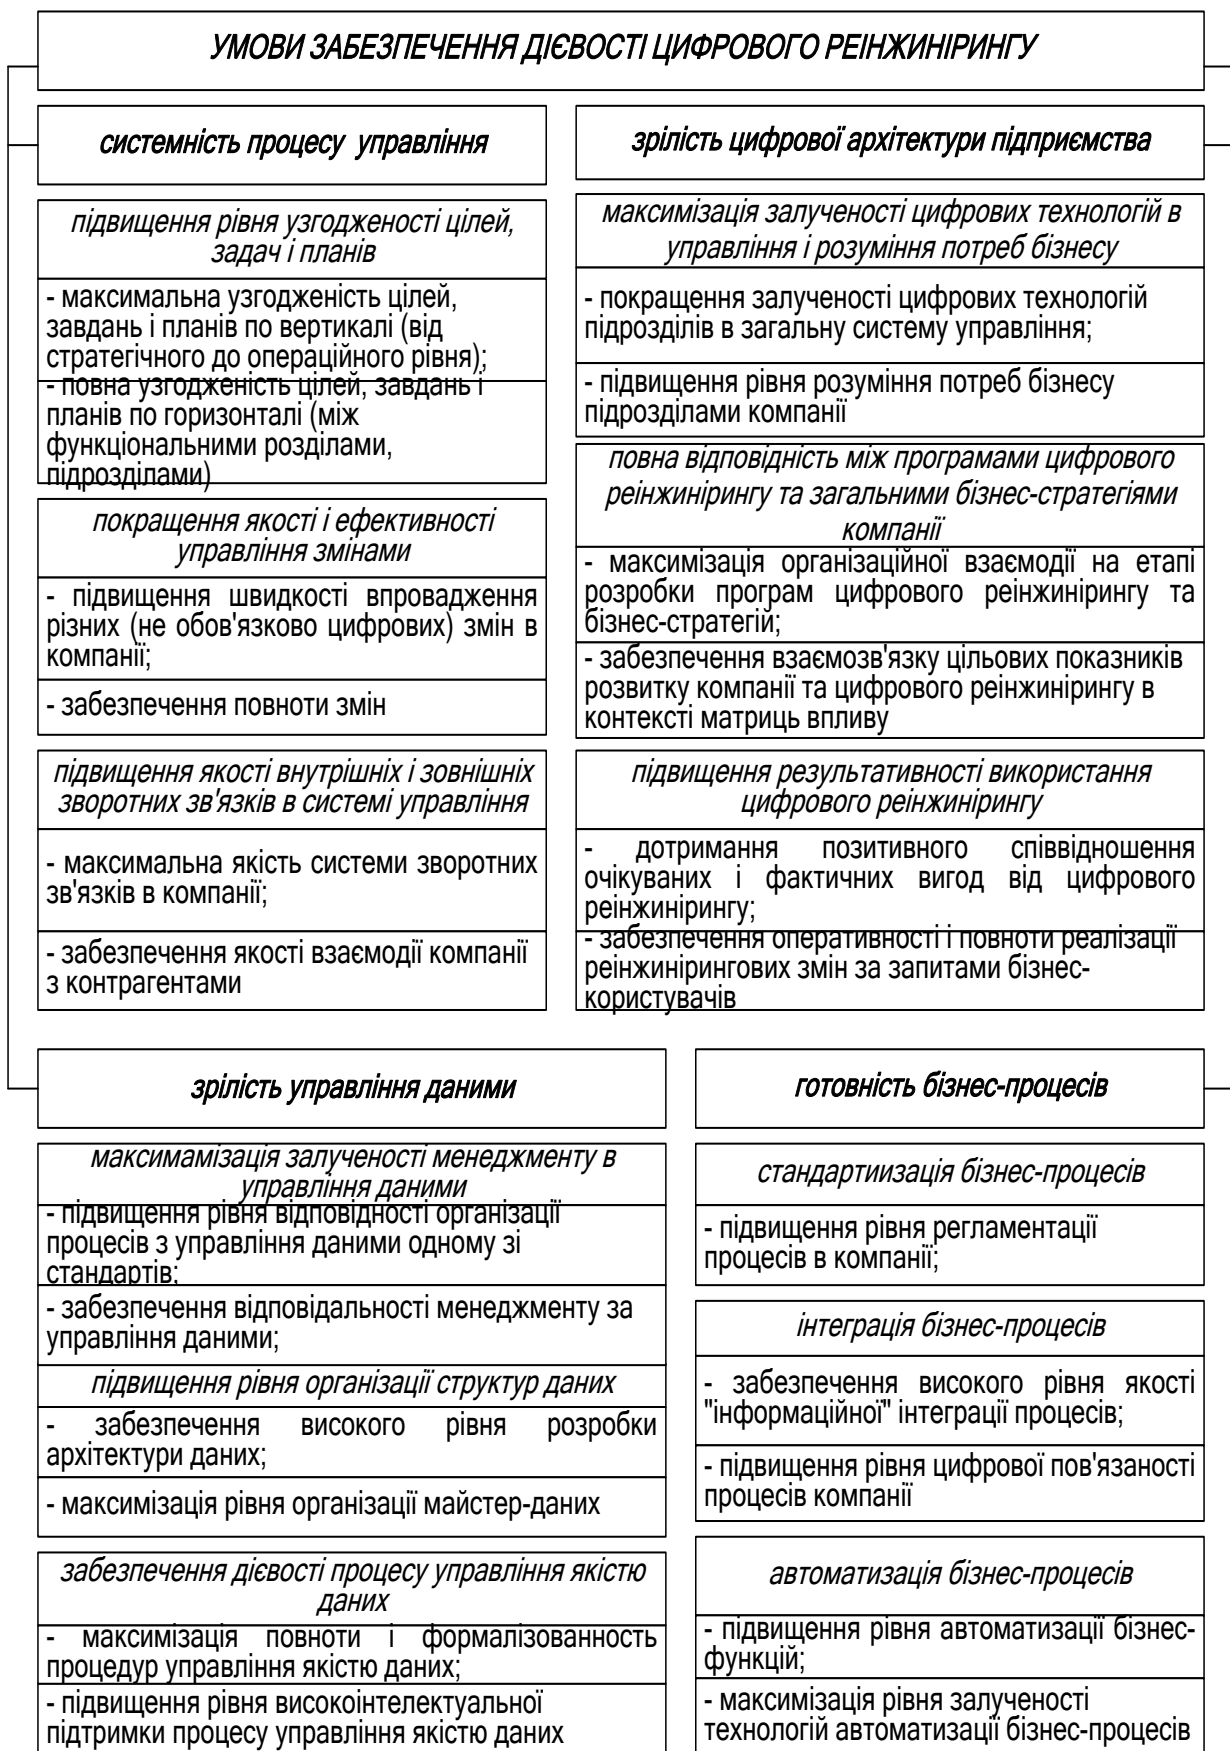 УМОВИ ЗАБЕЗПЕЧЕННЯ ДІЄВОСТІ ЦИФРОВОГО РЕІНЖИНІРИНГУ
системність процесу управління
підвищення рівня узгодженості цілей,
задач і планів
- максимальна узгодженість цілей,
завдань і планів по вертикалі (від
стратегічного до операційного рівня);
- повна узгодженість цілей, завдань і
планів по горизонталі (між
функціональними розділами,
підрозділами)
покращення якості і ефективності
управління змінами
- підвищення швидкості впровадження
різних (не обов'язково цифрових) змін в
компанії;
- забезпечення повноти змін
підвищення якості внутрішніх і зовнішніх
зворотних зв'язків в системі управління
- максимальна якість системи зворотних
зв'язків в компанії;
- забезпечення якості взаємодії компанії
з контрагентами
зрілість цифрової архітектури підприємства
максимізація залученості цифрових технологій в
управління і розуміння потреб бізнесу
- покращення залученості цифрових технологій
підрозділів в загальну систему управління;
- підвищення рівня розуміння потреб бізнесу
підрозділами компанії
повна відповідність між програмами цифрового
реінжинірингу та загальними бізнес-стратегіями
компанії
- максимізація організаційної взаємодії на етапі
розробки програм цифрового реінжинірингу та
бізнес-стратегій;
- забезпечення взаємозв'язку цільових показників
розвитку компанії та цифрового реінжинірингу в
контексті матриць впливу
підвищення результативності використання
цифрового реінжинірингу
- дотримання позитивного співвідношення
очікуваних і фактичних вигод від цифрового
реінжинірингу;
- забезпечення оперативності і повноти реалізації
реінжинірингових змін за запитами бізнес-
користувачів
зрілість управління даними
максимамізація залученості менеджменту в
управління даними
- підвищення рівня відповідності організації
процесів з управління даними одному зі
стандартів;
- забезпечення відповідальності менеджменту за
управління даними;
підвищення рівня організації структур даних
- забезпечення високого рівня розробки
архітектури даних;
- максимізація рівня організації майстер-даних
забезпечення дієвості процесу управління якістю
даних
- максимізація повноти і формалізованность
процедур управління якістю даних;
- підвищення рівня високоінтелектуальної
підтримки процесу управління якістю даних
готовність бізнес-процесів
стандартиизація бізнес-процесів
- підвищення рівня регламентації
процесів в компанії;
інтеграція бізнес-процесів
- забезпечення високого рівня якості
"інформаційної" інтеграції процесів;
- підвищення рівня цифрової пов'язаності
процесів компанії
автоматизація бізнес-процесів
- підвищення рівня автоматизації бізнес-
функцій;
- максимізація рівня залученості
технологій автоматизації бізнес-процесів